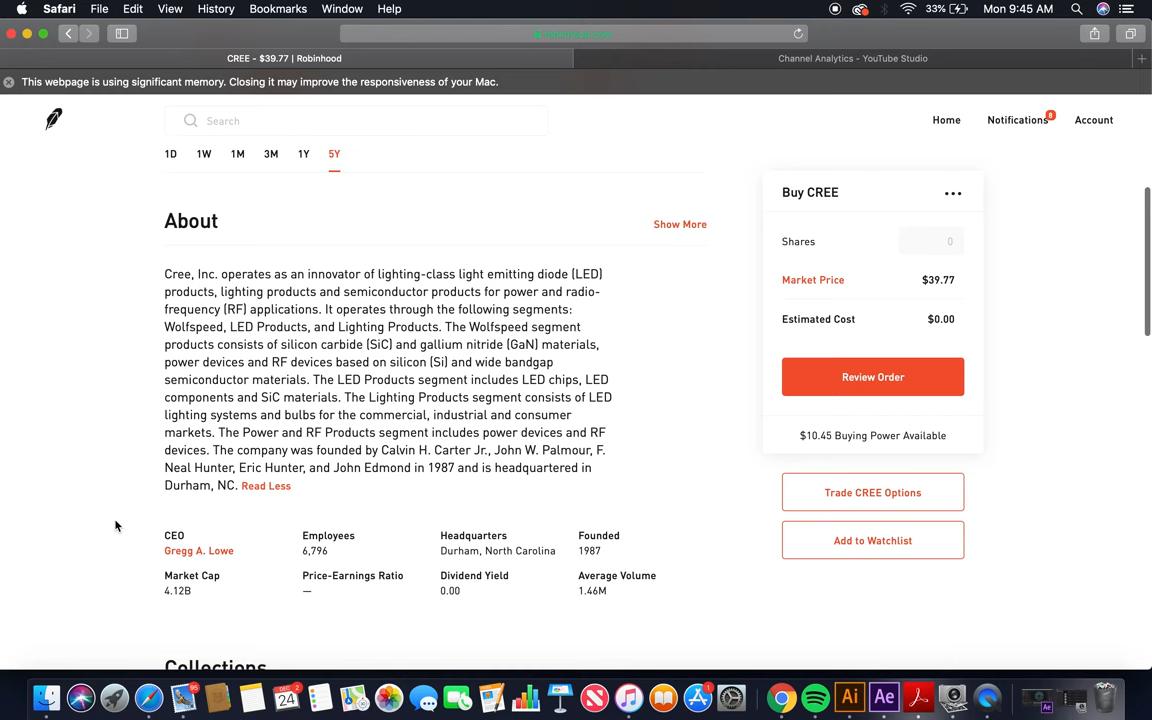 Safari File Edit View History Bookmarks Window Help 33% Mon 9:45 AM
CREE - $39.77 | Robinhood
Channel Analytics - YouTube Studio
This webpage is using significant memory. Closing it may improve the responsiveness of your Mac.
Search
Home Notifications 8 Account
1D 1W 1M 3M 1Y 5Y
About
Show More
Cree, Inc. operates as an innovator of lighting-class light emitting diode (LED)
products, lighting products and semiconductor products for power and radio-
frequency (RF) applications. It operates through the following segments:
Wolfspeed, LED Products, and Lighting Products. The Wolfspeed segment
products consists of silicon carbide (SiC) and gallium nitride (GaN) materials,
power devices and RF devices based on silicon (Si) and wide bandgap
semiconductor materials. The LED Products segment includes LED chips, LED
components and SiC materials. The Lighting Products segment consists of LED
lighting systems and bulbs for the commercial, industrial and consumer
markets. The Power and RF Products segment includes power devices and RF
devices. The company was founded by Calvin H. Carter Jr., John W. Palmour, F.
Neal Hunter, Eric Hunter, and John Edmond in 1987 and is headquartered in
Durham, NC. Read Less
CEO Employees Headquarters Founded
Gregg A. Lowe 6,796 Durham, North Carolina 1987
Market Cap Price-Earnings Ratio Dividend Yield Average Volume
4.12B — 0.00 1.46M
Collections
Buy CREE
Shares 0
Market Price $39.77
Estimated Cost $0.00
Review Order
$10.45 Buying Power Available
Trade CREE Options
Add to Watchlist
95
DEC 2
24
1
Ai Ae